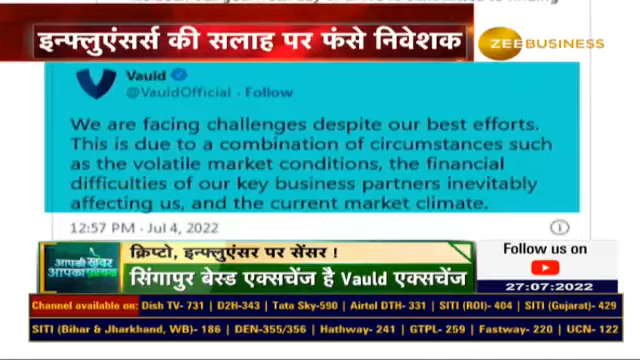 इन्फ्लुएंसर्स की सलाह पर फंसे निवेशक
ZEEBUSINESS
Vauld
@VauldOfficial · Follow
We are facing challenges despite our best efforts.
This is due to a combination of circumstances such
as the volatile market conditions, the financial
difficulties of our key business partners inevitably
affecting us, and the current market climate.
12:57 PM · Jul 4, 2022
आपकी खबर
आपका फायदा
क्रिप्टो, इन्फ्लुएंसर पर सेंसर !
सिंगापुर बेस्ड एक्सचेंज है Vauld एक्सचेंज
Follow us on
27:07:2022
Channel available on: Dish TV- 731 | D2H-343 | Tata Sky-590 | Airtel DTH- 331 | SITI (ROI)- 404 | SITI (Gujarat)- 429
SITI (Bihar & Jharkhand, WB)- 186 | DEN-355/356 | Hathway- 241 | GTPL- 259 | Fastway- 220 | UCN- 122